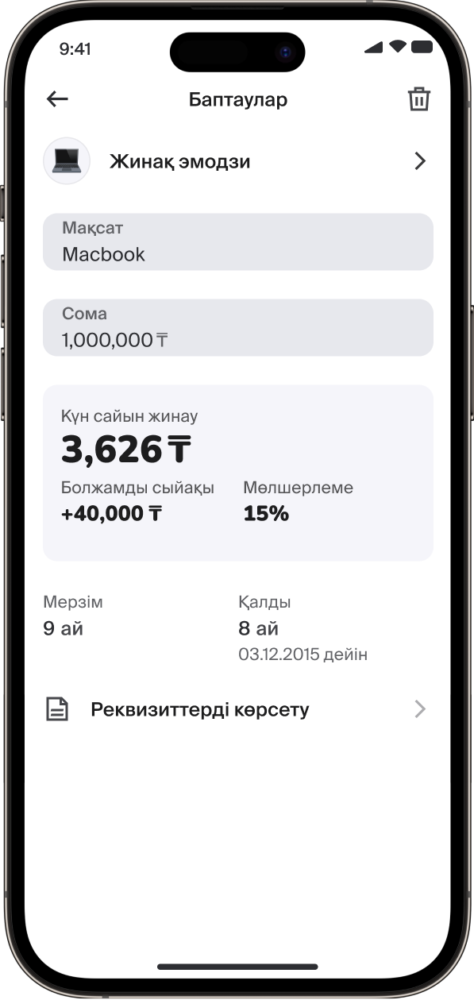 9:41
Баптаулар
Жинақ эмодзи
Мақсат
Macbook
Сома
1,000,000 ₸
Күн сайын жинау
3,626 ₸
Болжамды сыйақы Мөлшерлеме
+40,000 ₸ 15%
Мерзім Қалды
9 ай 8 ай
03.12.2015 дейін
Реквизиттерді көрсету